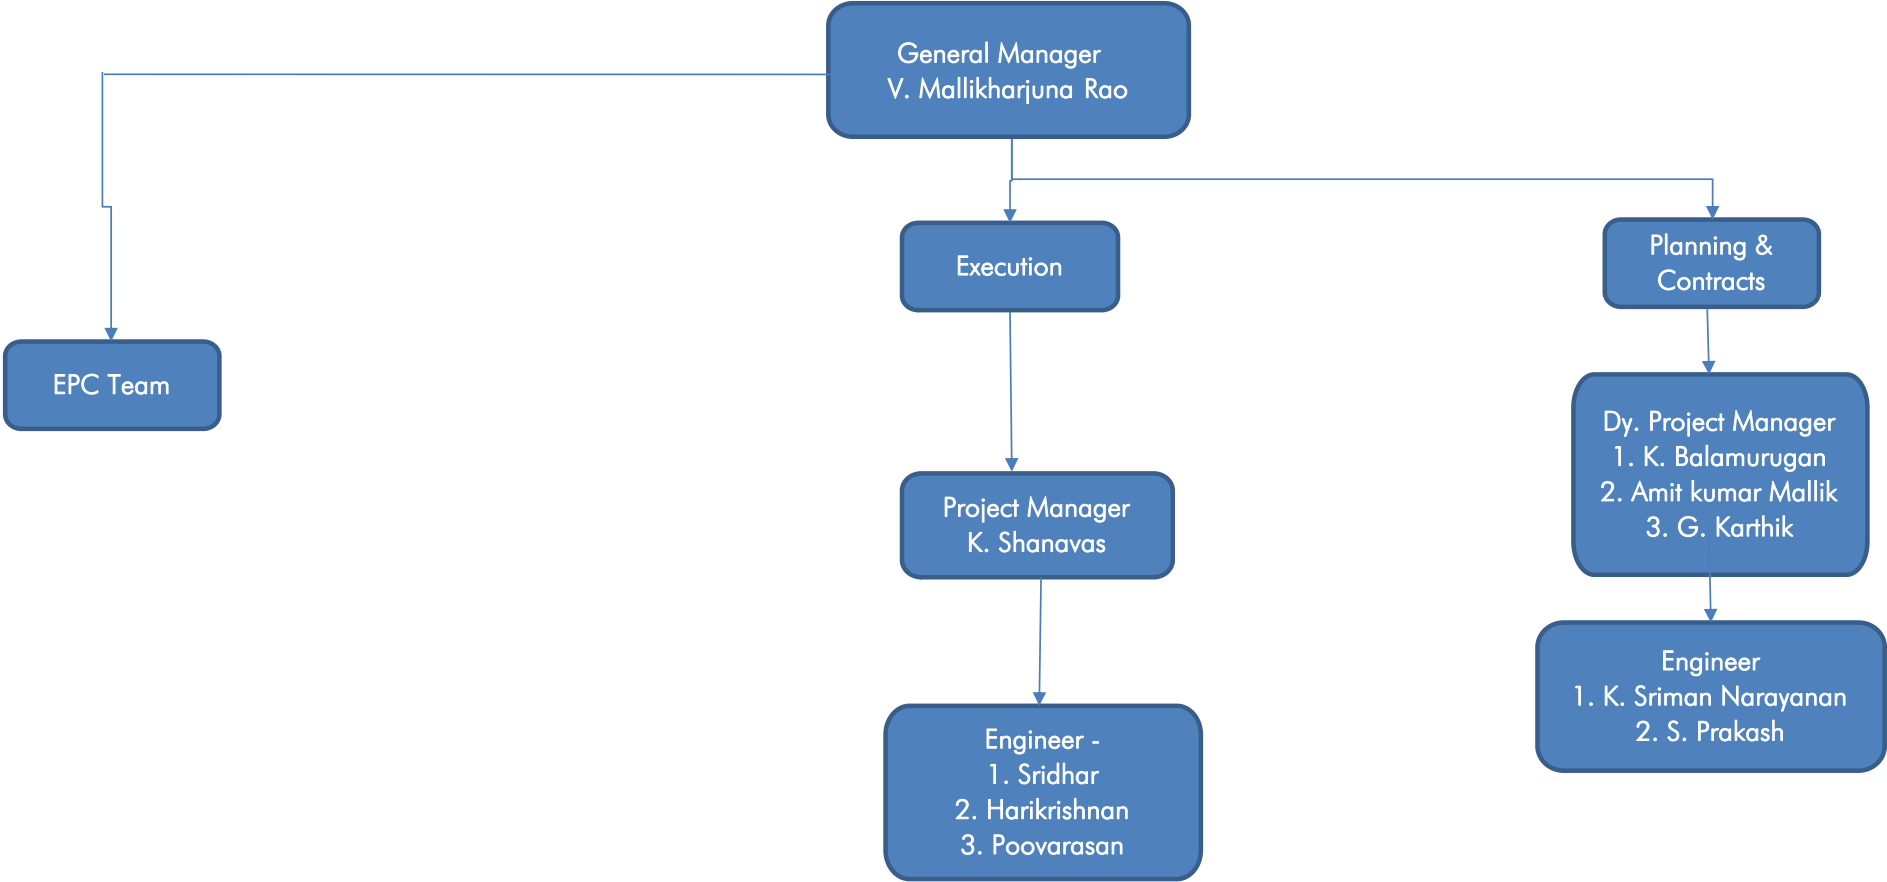 General Manager
V. Mallikharjuna Rao
Execution
Planning &
Contracts
EPC Team
Dy. Project Manager
1. K. Balamurugan
2. Amit kumar Mallik
3. G. Karthik
Project Manager
K. Shanavas
Engineer
1. K. Sriman Narayanan
2. S. Prakash
Engineer -
1. Sridhar
2. Harikrishnan
3. Poovarasan